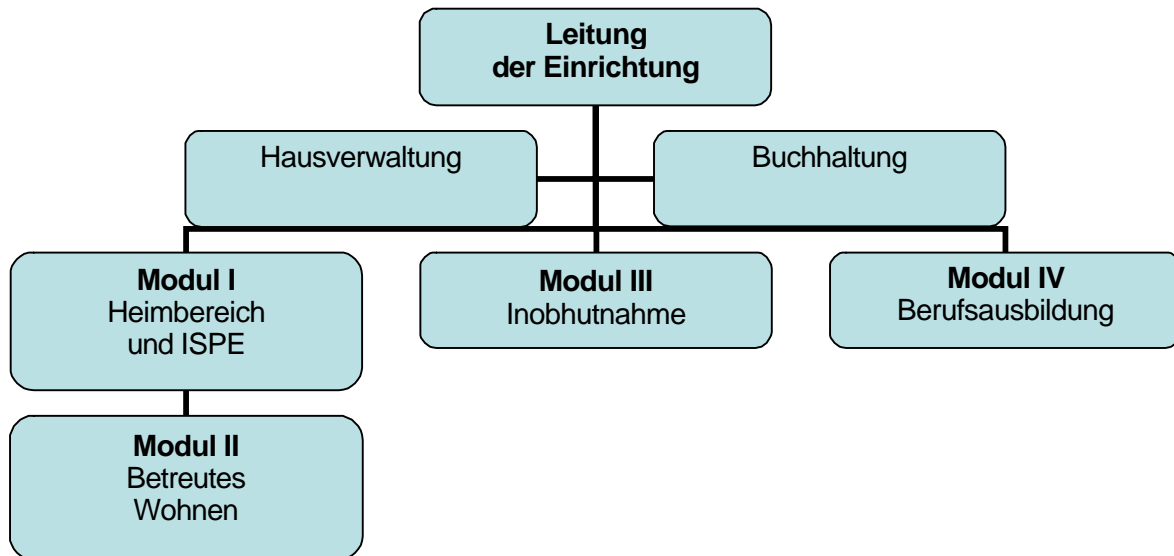 Leitung
der Einrichtung
Hausverwaltung
Buchhaltung
Modul I
Heimbereich
und ISPE
Modul III
Inobhutnahme
Modul IV
Berufsausbildung
Modul II
Betreutes
Wohnen